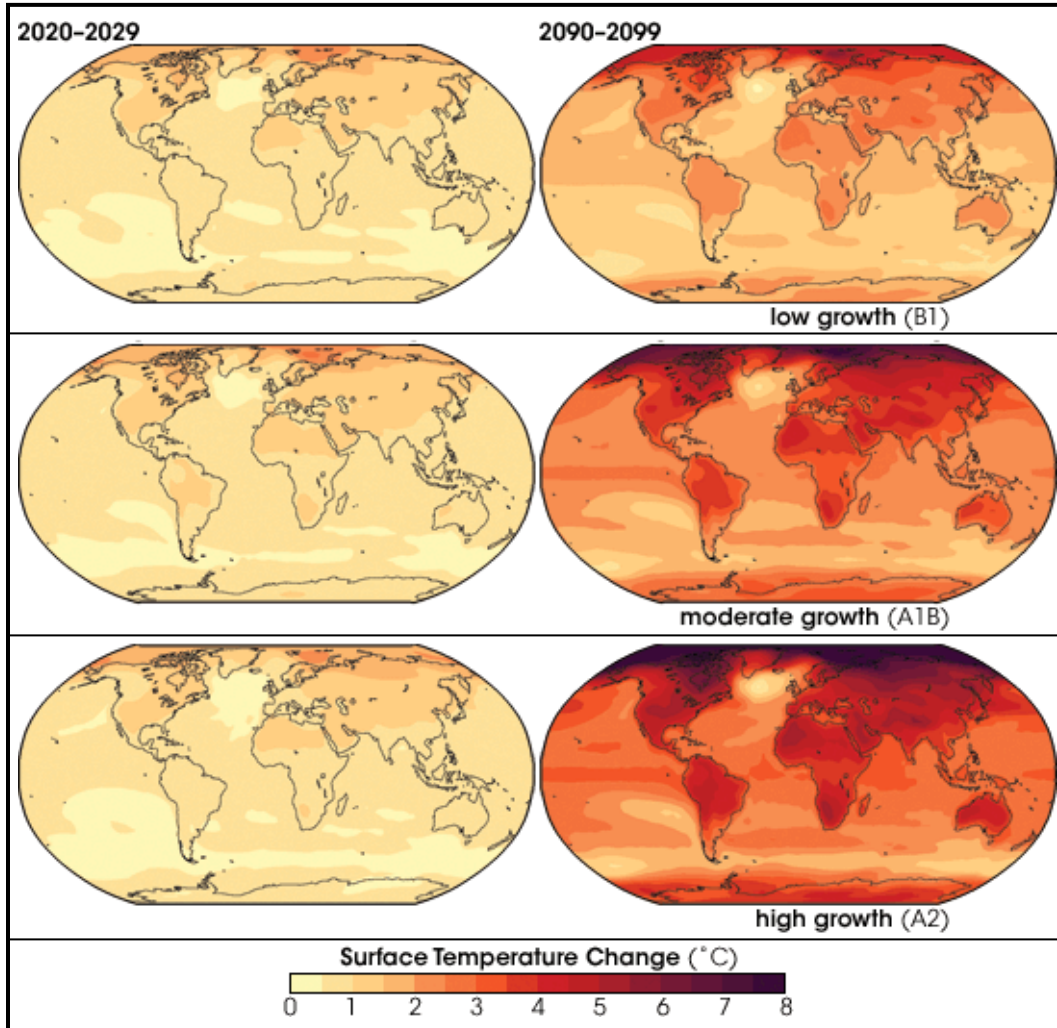 2020–2029
2090–2099
low growth (B1)
moderate growth (A1B)
high growth (A2)
Surface Temperature Change (°C)
0 1 2 3 4 5 6 7 8